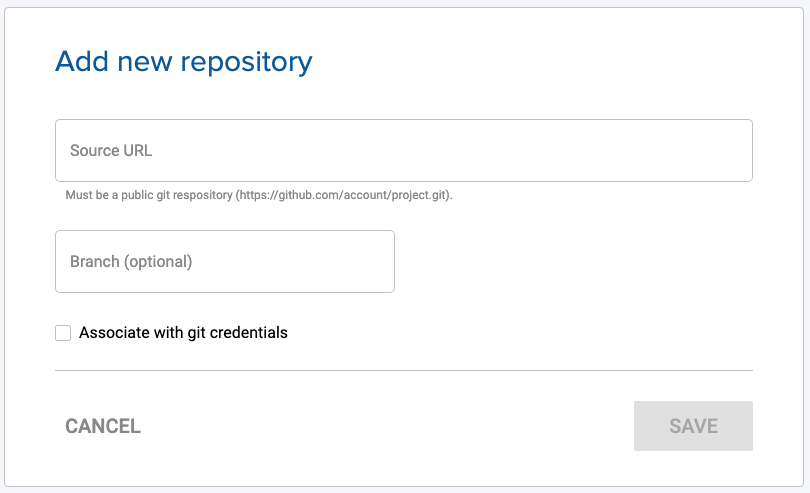 Add new repository
Source URL
Must be a public git respository (https://github.com/account/project.git).
Branch (optional)
Associate with git credentials
CANCEL
SAVE